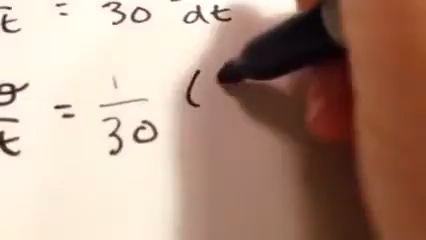 t = 30 dt
θ/t = 1/30 (